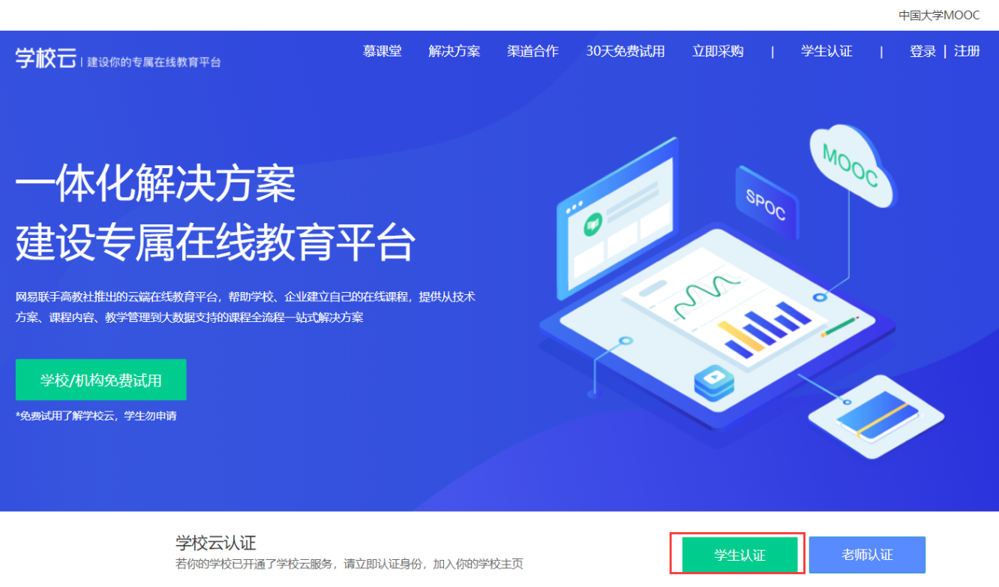 中国大学MOOC
学校云 | 建设你的专属在线教育平台
慕课堂 解决方案 渠道合作 30天免费试用 立即采购 | 学生认证 | 登录 | 注册
一体化解决方案
建设专属在线教育平台
网易联手高教社推出的云端在线教育平台，帮助学校、企业建立自己的在线课程，提供从技术
方案、课程内容、教学管理到大数据支持的课程全流程一站式解决方案
学校/机构免费试用
*免费试用了解学校云，学生勿申请
MOOC
SPOC
学校云认证
若你的学校已开通了学校云服务，请立即认证身份，加入你的学校主页
学生认证
老师认证